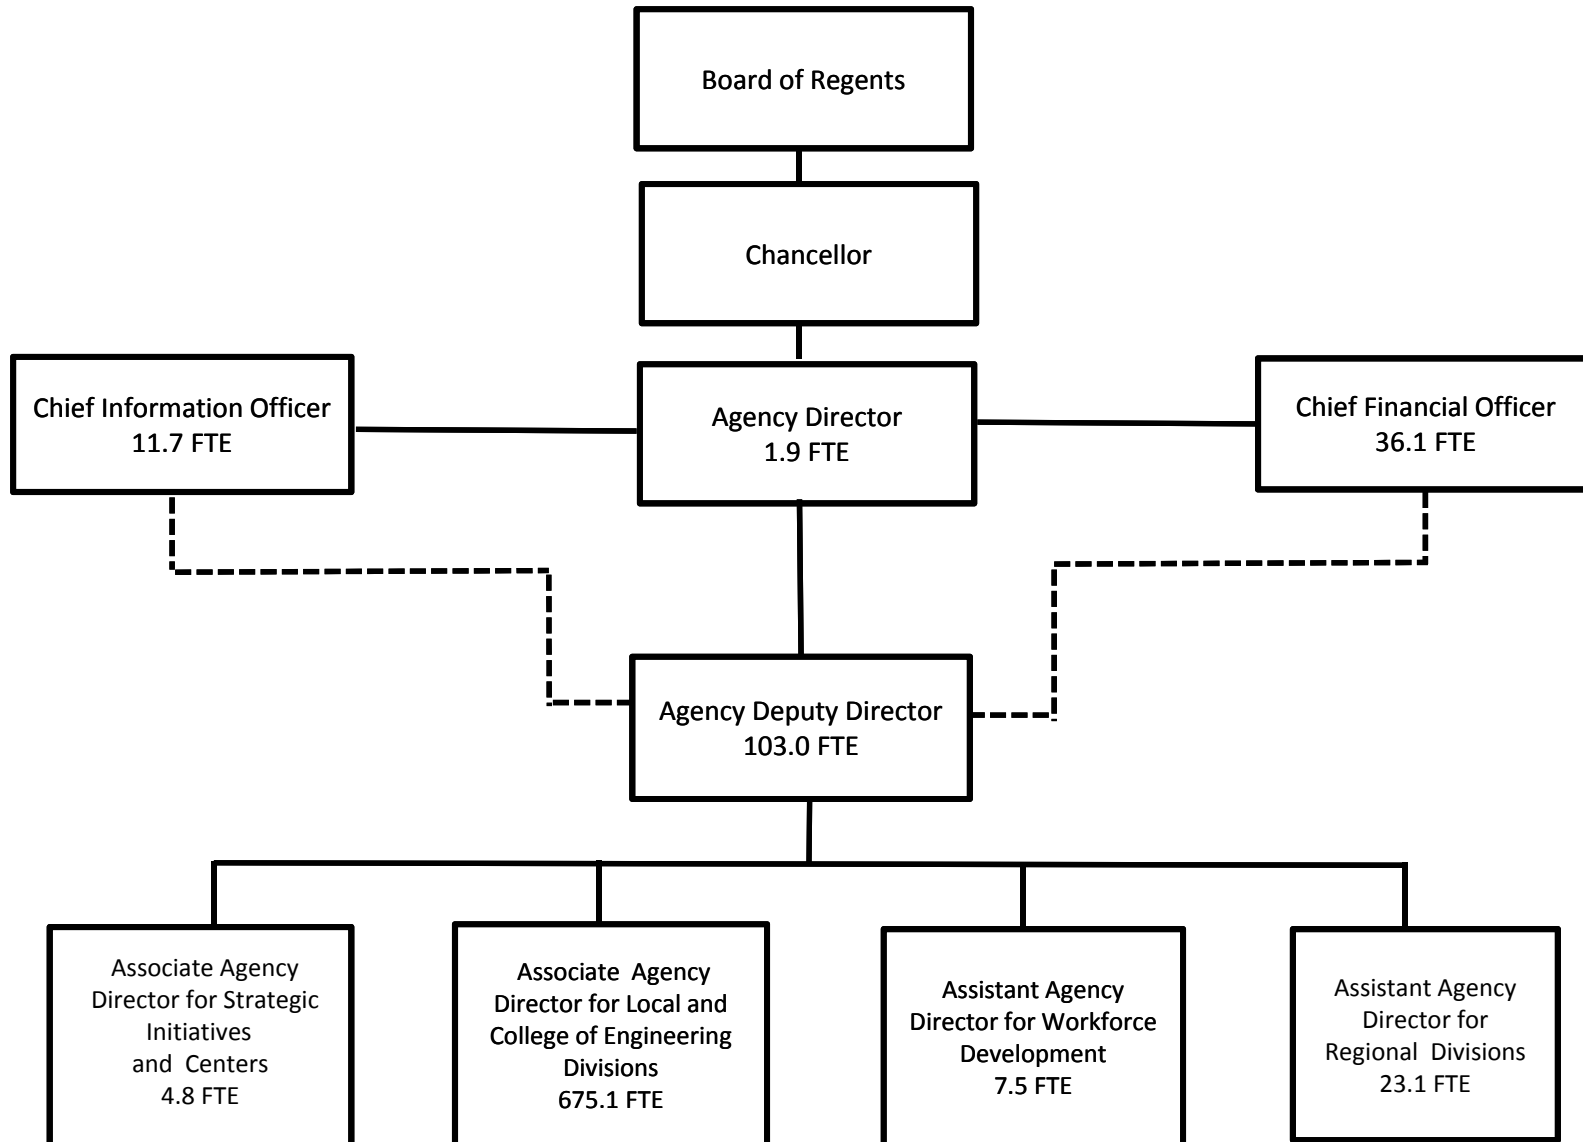 Board of Regents
Chancellor
Chief Information Officer
11.7 FTE
Agency Director
1.9 FTE
Chief Financial Officer
36.1 FTE
Agency Deputy Director
103.0 FTE
Associate Agency
Director for Strategic
Initiatives
and Centers
4.8 FTE
Associate Agency
Director for Local and
College of Engineering
Divisions
675.1 FTE
Assistant Agency
Director for Workforce
Development
7.5 FTE
Assistant Agency
Director for
Regional Divisions
23.1 FTE